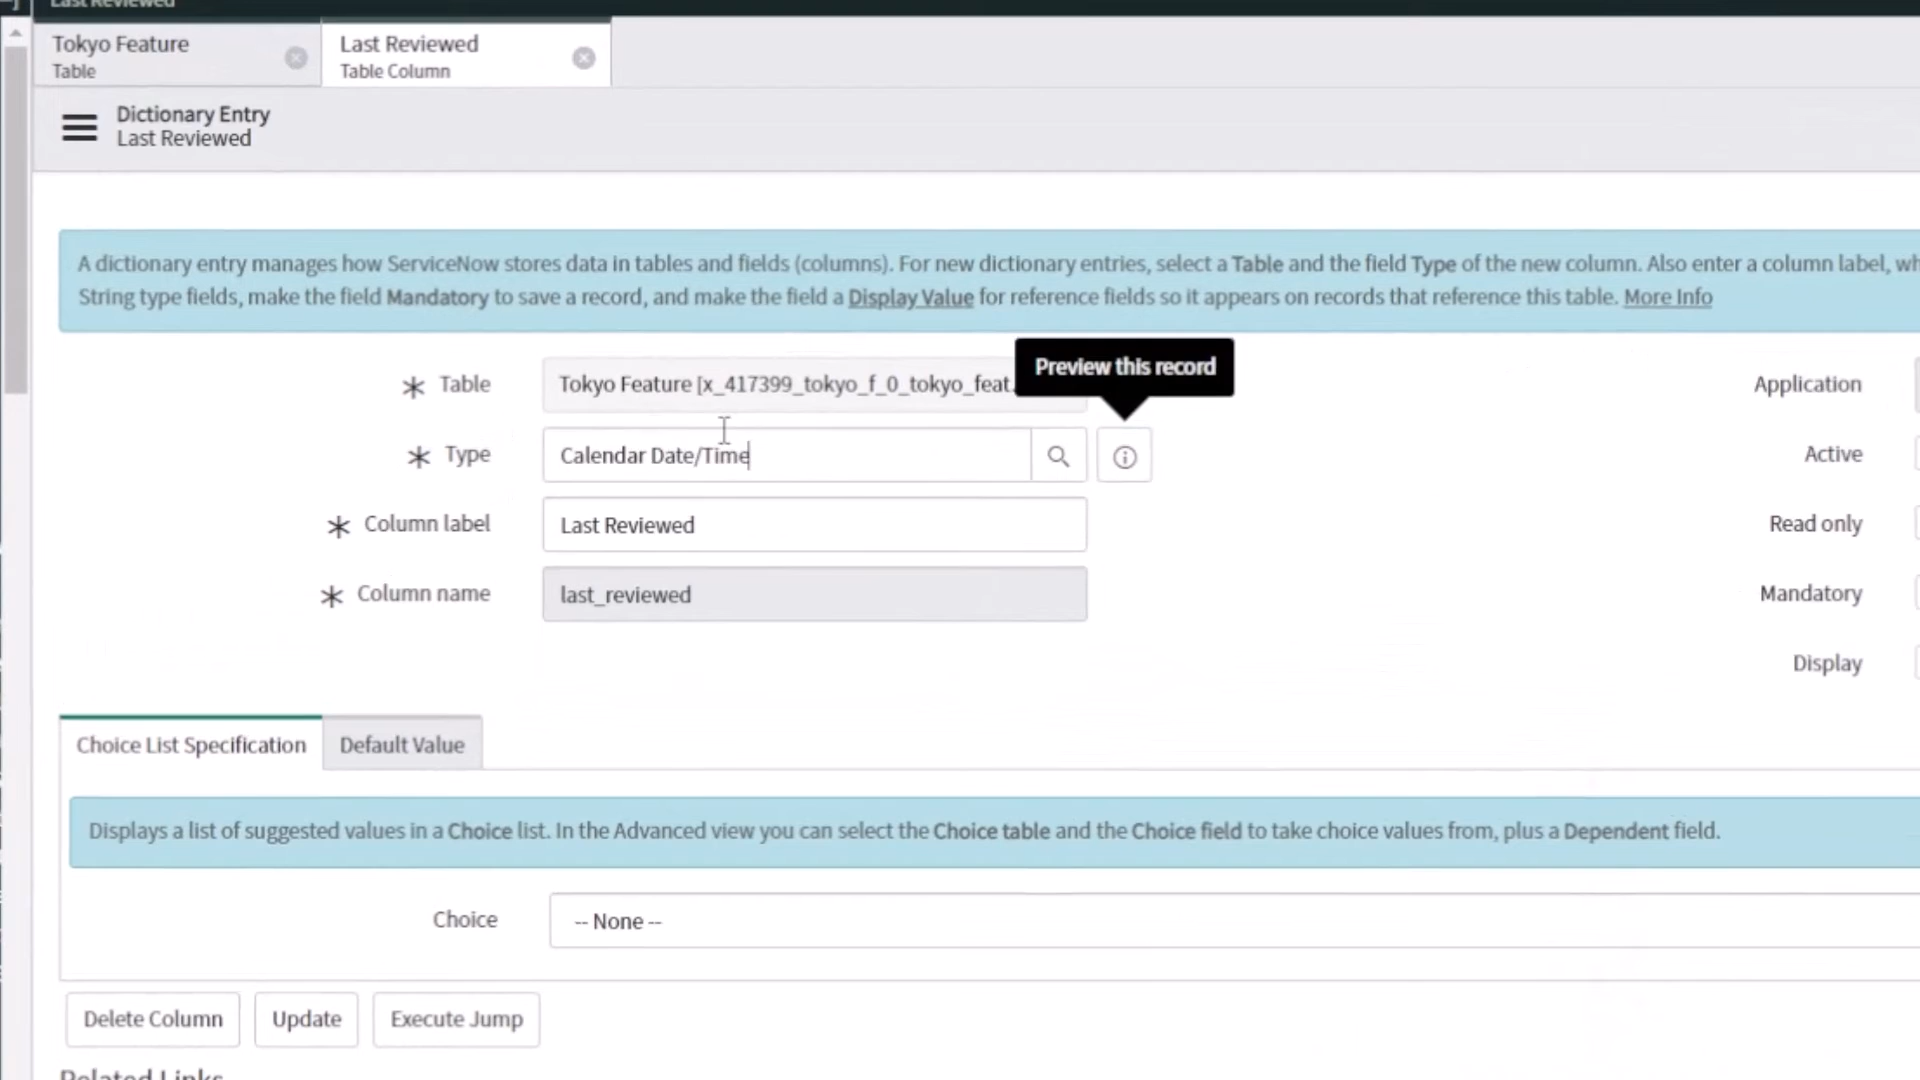 Last Reviewed
Tokyo Feature
Table
Last Reviewed
Table Column
Dictionary Entry
Last Reviewed
A dictionary entry manages how ServiceNow stores data in tables and fields (columns). For new dictionary entries, select a Table and the field Type of the new column. Also enter a column label, wh
String type fields, make the field Mandatory to save a record, and make the field a Display Value for reference fields so it appears on records that reference this table. More Info
Preview this record
* Table Tokyo Feature [x_417399_tokyo_f_0_tokyo_feat. Application
* Type Calendar Date/Time Active
* Column label Last Reviewed Read only
* Column name last_reviewed Mandatory
Display
Choice List Specification Default Value
Displays a list of suggested values in a Choice list. In the Advanced view you can select the Choice table and the Choice field to take choice values from, plus a Dependent field.
Choice -- None --
Delete Column Update Execute Jump
Related Links